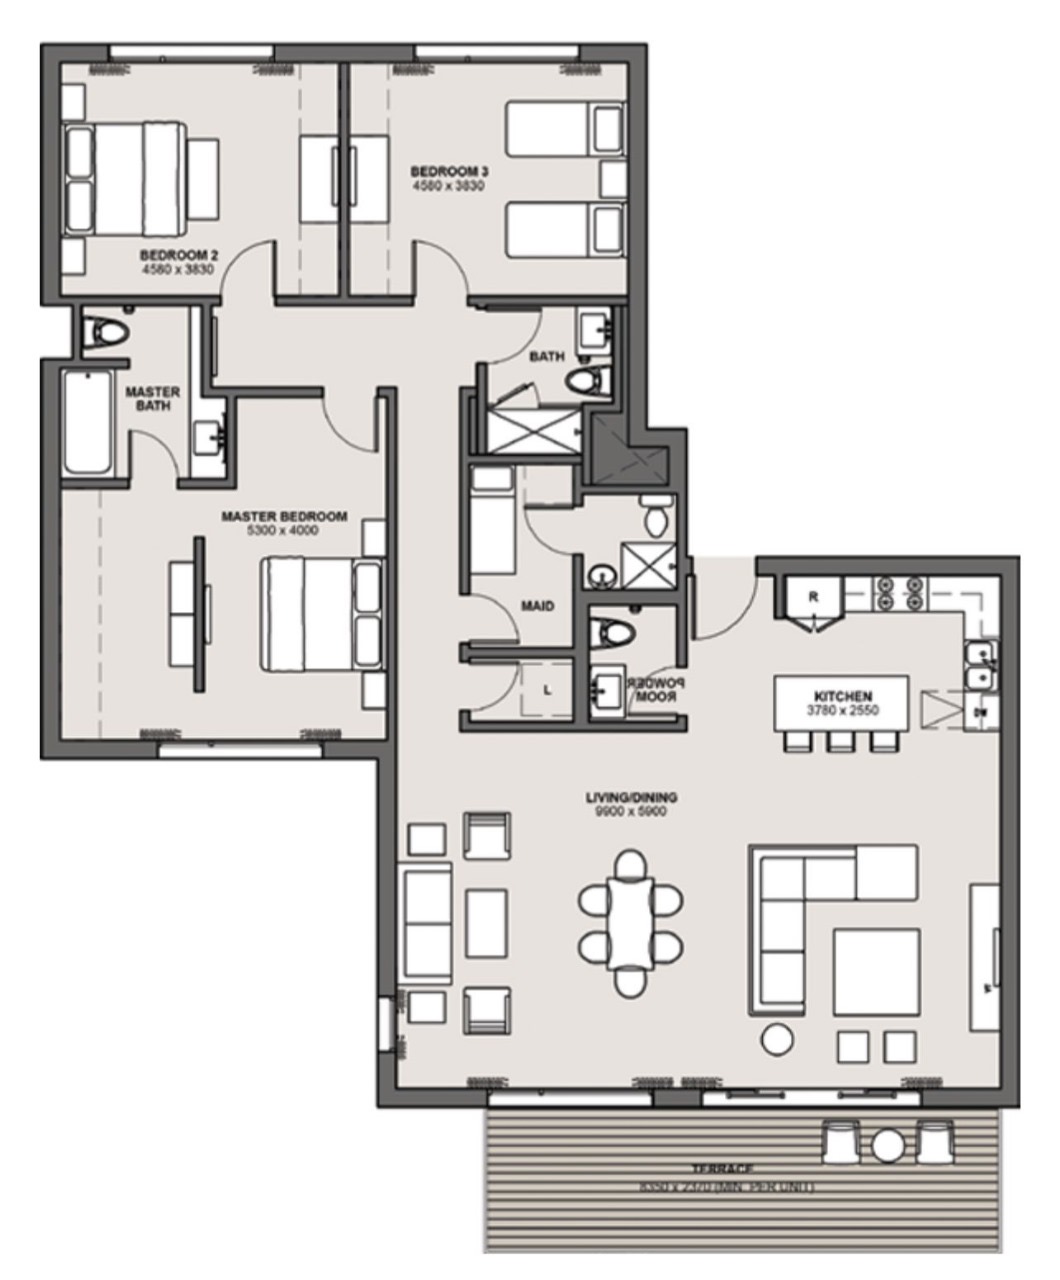 BEDROOM 3
4580 x 3830
BEDROOM 2
4580 x 3830
BATH
MASTER
BATH
MASTER BEDROOM
5300 x 4000
MAID
R
L
POWDER
ROOM
KITCHEN
3780 x 2550
LIVING/DINING
9900 x 5900
TERRACE
8350 x 2370 (MIN. PER UNIT)